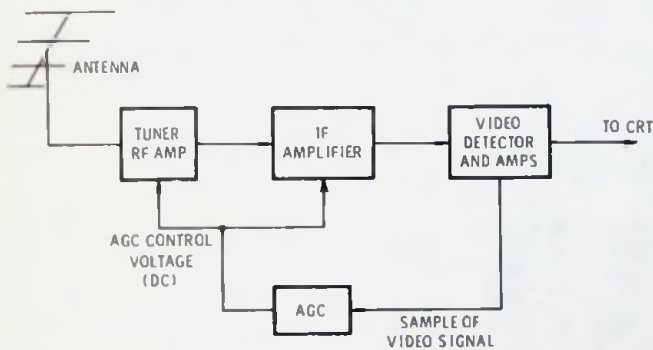 ANTENNA
TUNER
RF AMP
IF
AMPLIFIER
VIDEO
DETECTOR
AND AMPS
TO CRT
AGC CONTROL
VOLTAGE
(DC)
AGC
SAMPLE OF
VIDEO SIGNAL